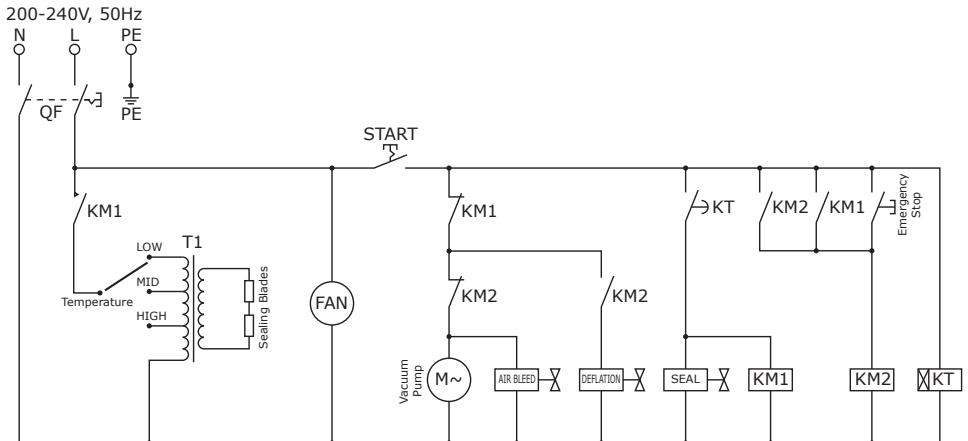 200-240V, 50Hz
N
L
PE
QF
PE
START
KM1
T1
LOW
MID
HIGH
Temperature
Sealing Blades
FAN
KM1
KM2
KM2
KT
KM2
KM1
Emergency
Stop
Vacuum
Pump
M~
AIR BLEED
DEFLATION
SEAL
KM1
KM2
KT